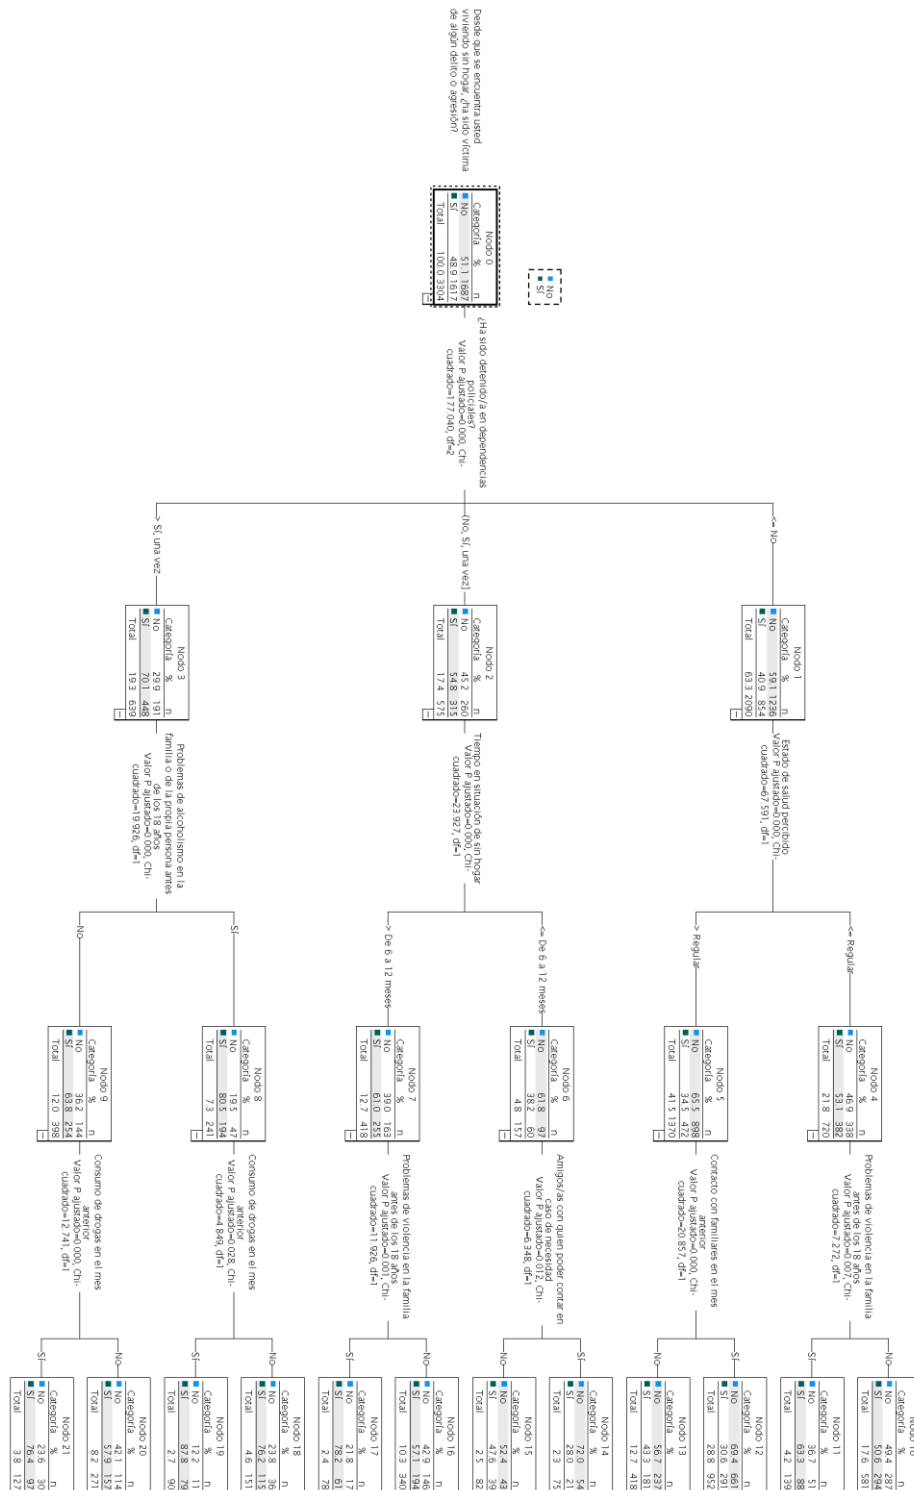 Desde que se encuentra usted
viviendo sin hogar, ¿ha sido víctima
de algún delito o agresión?
Nodo 0
Categoría % n
No 51.1 1687
Sí 48.9 1617
Total 100.0 3304
No
Sí
¿Ha sido detenido/a en dependencias
policiales?
Valor P ajustado=0.000, Chi-
cuadrado=177.040, df=2
<= No
(No, Sí, una vez]
> Sí, una vez
Nodo 1
Categoría % n
No 59.1 1236
Sí 40.9 854
Total 63.3 2090
Estado de salud percibido
Valor P ajustado=0.000, Chi-
cuadrado=67.591, df=1
Nodo 2
Categoría % n
No 45.2 260
Sí 54.8 315
Total 17.4 575
Tiempo en situación de sin hogar
Valor P ajustado=0.000, Chi-
cuadrado=23.927, df=1
Nodo 3
Categoría % n
No 29.9 191
Sí 70.1 448
Total 19.3 639
Problemas de alcoholismo en la
familia o de la propia persona antes
de los 18 años
Valor P ajustado=0.000, Chi-
cuadrado=19.926, df=1
<= Regular
> Regular
<= De 6 a 12 meses
> De 6 a 12 meses
Sí
No
Nodo 4
Categoría % n
No 46.9 338
Sí 53.1 382
Total 21.8 720
Problemas de violencia en la familia
antes de los 18 años
Valor P ajustado=0.007, Chi-
cuadrado=7.272, df=1
Nodo 5
Categoría % n
No 65.5 898
Sí 34.5 472
Total 41.5 1370
Contacto con familiares en el mes
anterior
Valor P ajustado=0.000, Chi-
cuadrado=20.857, df=1
Nodo 6
Categoría % n
No 61.8 97
Sí 38.2 60
Total 4.8 157
Amigos/as con quien poder contar en
caso de necesidad
Valor P ajustado=0.012, Chi-
cuadrado=6.348, df=1
Nodo 7
Categoría % n
No 39.0 163
Sí 61.0 255
Total 12.7 418
Problemas de violencia en la familia
antes de los 18 años
Valor P ajustado=0.001, Chi-
cuadrado=11.926, df=1
Nodo 8
Categoría % n
No 19.5 47
Sí 80.5 194
Total 7.3 241
Consumo de drogas en el mes
anterior
Valor P ajustado=0.028, Chi-
cuadrado=4.849, df=1
Nodo 9
Categoría % n
No 36.2 144
Sí 63.8 254
Total 12.0 398
Consumo de drogas en el mes
anterior
Valor P ajustado=0.000, Chi-
cuadrado=12.741, df=1
No
Sí
Sí
No
Sí
No
No
Sí
No
Sí
No
Sí
Nodo 10
Categoría % n
No 49.4 287
Sí 50.6 294
Total 17.6 581
Nodo 11
Categoría % n
No 36.7 51
Sí 63.3 88
Total 4.2 139
Nodo 12
Categoría % n
No 69.4 661
Sí 30.6 291
Total 28.8 952
Nodo 13
Categoría % n
No 56.7 237
Sí 43.3 181
Total 12.7 418
Nodo 14
Categoría % n
No 72.0 54
Sí 28.0 21
Total 2.3 75
Nodo 15
Categoría % n
No 52.4 43
Sí 47.6 39
Total 2.5 82
Nodo 16
Categoría % n
No 42.9 146
Sí 57.1 194
Total 10.3 340
Nodo 17
Categoría % n
No 21.8 17
Sí 78.2 61
Total 2.4 78
Nodo 18
Categoría % n
No 23.8 36
Sí 76.2 115
Total 4.6 151
Nodo 19
Categoría % n
No 12.2 11
Sí 87.8 79
Total 2.7 90
Nodo 20
Categoría % n
No 42.1 114
Sí 57.9 157
Total 8.2 271
Nodo 21
Categoría % n
No 23.6 30
Sí 76.4 97
Total 3.8 127